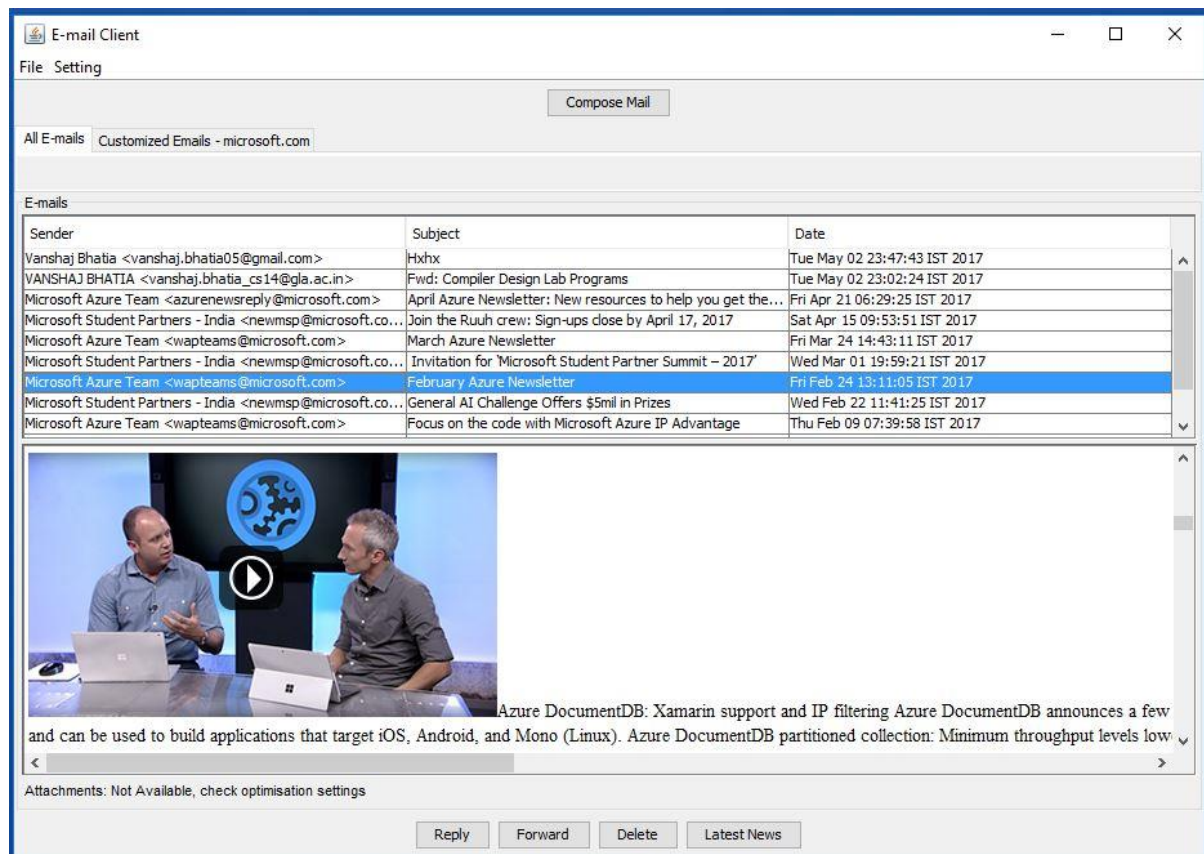 E-mail Client
File Setting
Compose Mail
All E-mails Customized Emails - microsoft.com
E-mails
Sender Subject Date
Vanshaj Bhatia <vanshaj.bhatia05@gmail.com> Hxhx Tue May 02 23:47:43 IST 2017
VANSHAJ BHATIA <vanshaj.bhatia_cs14@gla.ac.in> Fwd: Compiler Design Lab Programs Tue May 02 23:02:24 IST 2017
Microsoft Azure Team <azurenewsreply@microsoft.com> April Azure Newsletter: New resources to help you get the... Fri Apr 21 06:29:25 IST 2017
Microsoft Student Partners - India <newmsp@microsoft.co... Join the Ruuh crew: Sign-ups close by April 17, 2017 Sat Apr 15 09:53:51 IST 2017
Microsoft Azure Team <wapteams@microsoft.com> March Azure Newsletter Fri Mar 24 14:43:11 IST 2017
Microsoft Student Partners - India <newmsp@microsoft.co... Invitation for 'Microsoft Student Partner Summit – 2017' Wed Mar 01 19:59:21 IST 2017
Microsoft Azure Team <wapteams@microsoft.com> February Azure Newsletter Fri Feb 24 13:11:05 IST 2017
Microsoft Student Partners - India <newmsp@microsoft.co... General AI Challenge Offers $5mil in Prizes Wed Feb 22 11:41:25 IST 2017
Microsoft Azure Team <wapteams@microsoft.com> Focus on the code with Microsoft Azure IP Advantage Thu Feb 09 07:39:58 IST 2017
Azure DocumentDB: Xamarin support and IP filtering Azure DocumentDB announces a few
and can be used to build applications that target iOS, Android, and Mono (Linux). Azure DocumentDB partitioned collection: Minimum throughput levels low
Attachments: Not Available, check optimisation settings
Reply Forward Delete Latest News